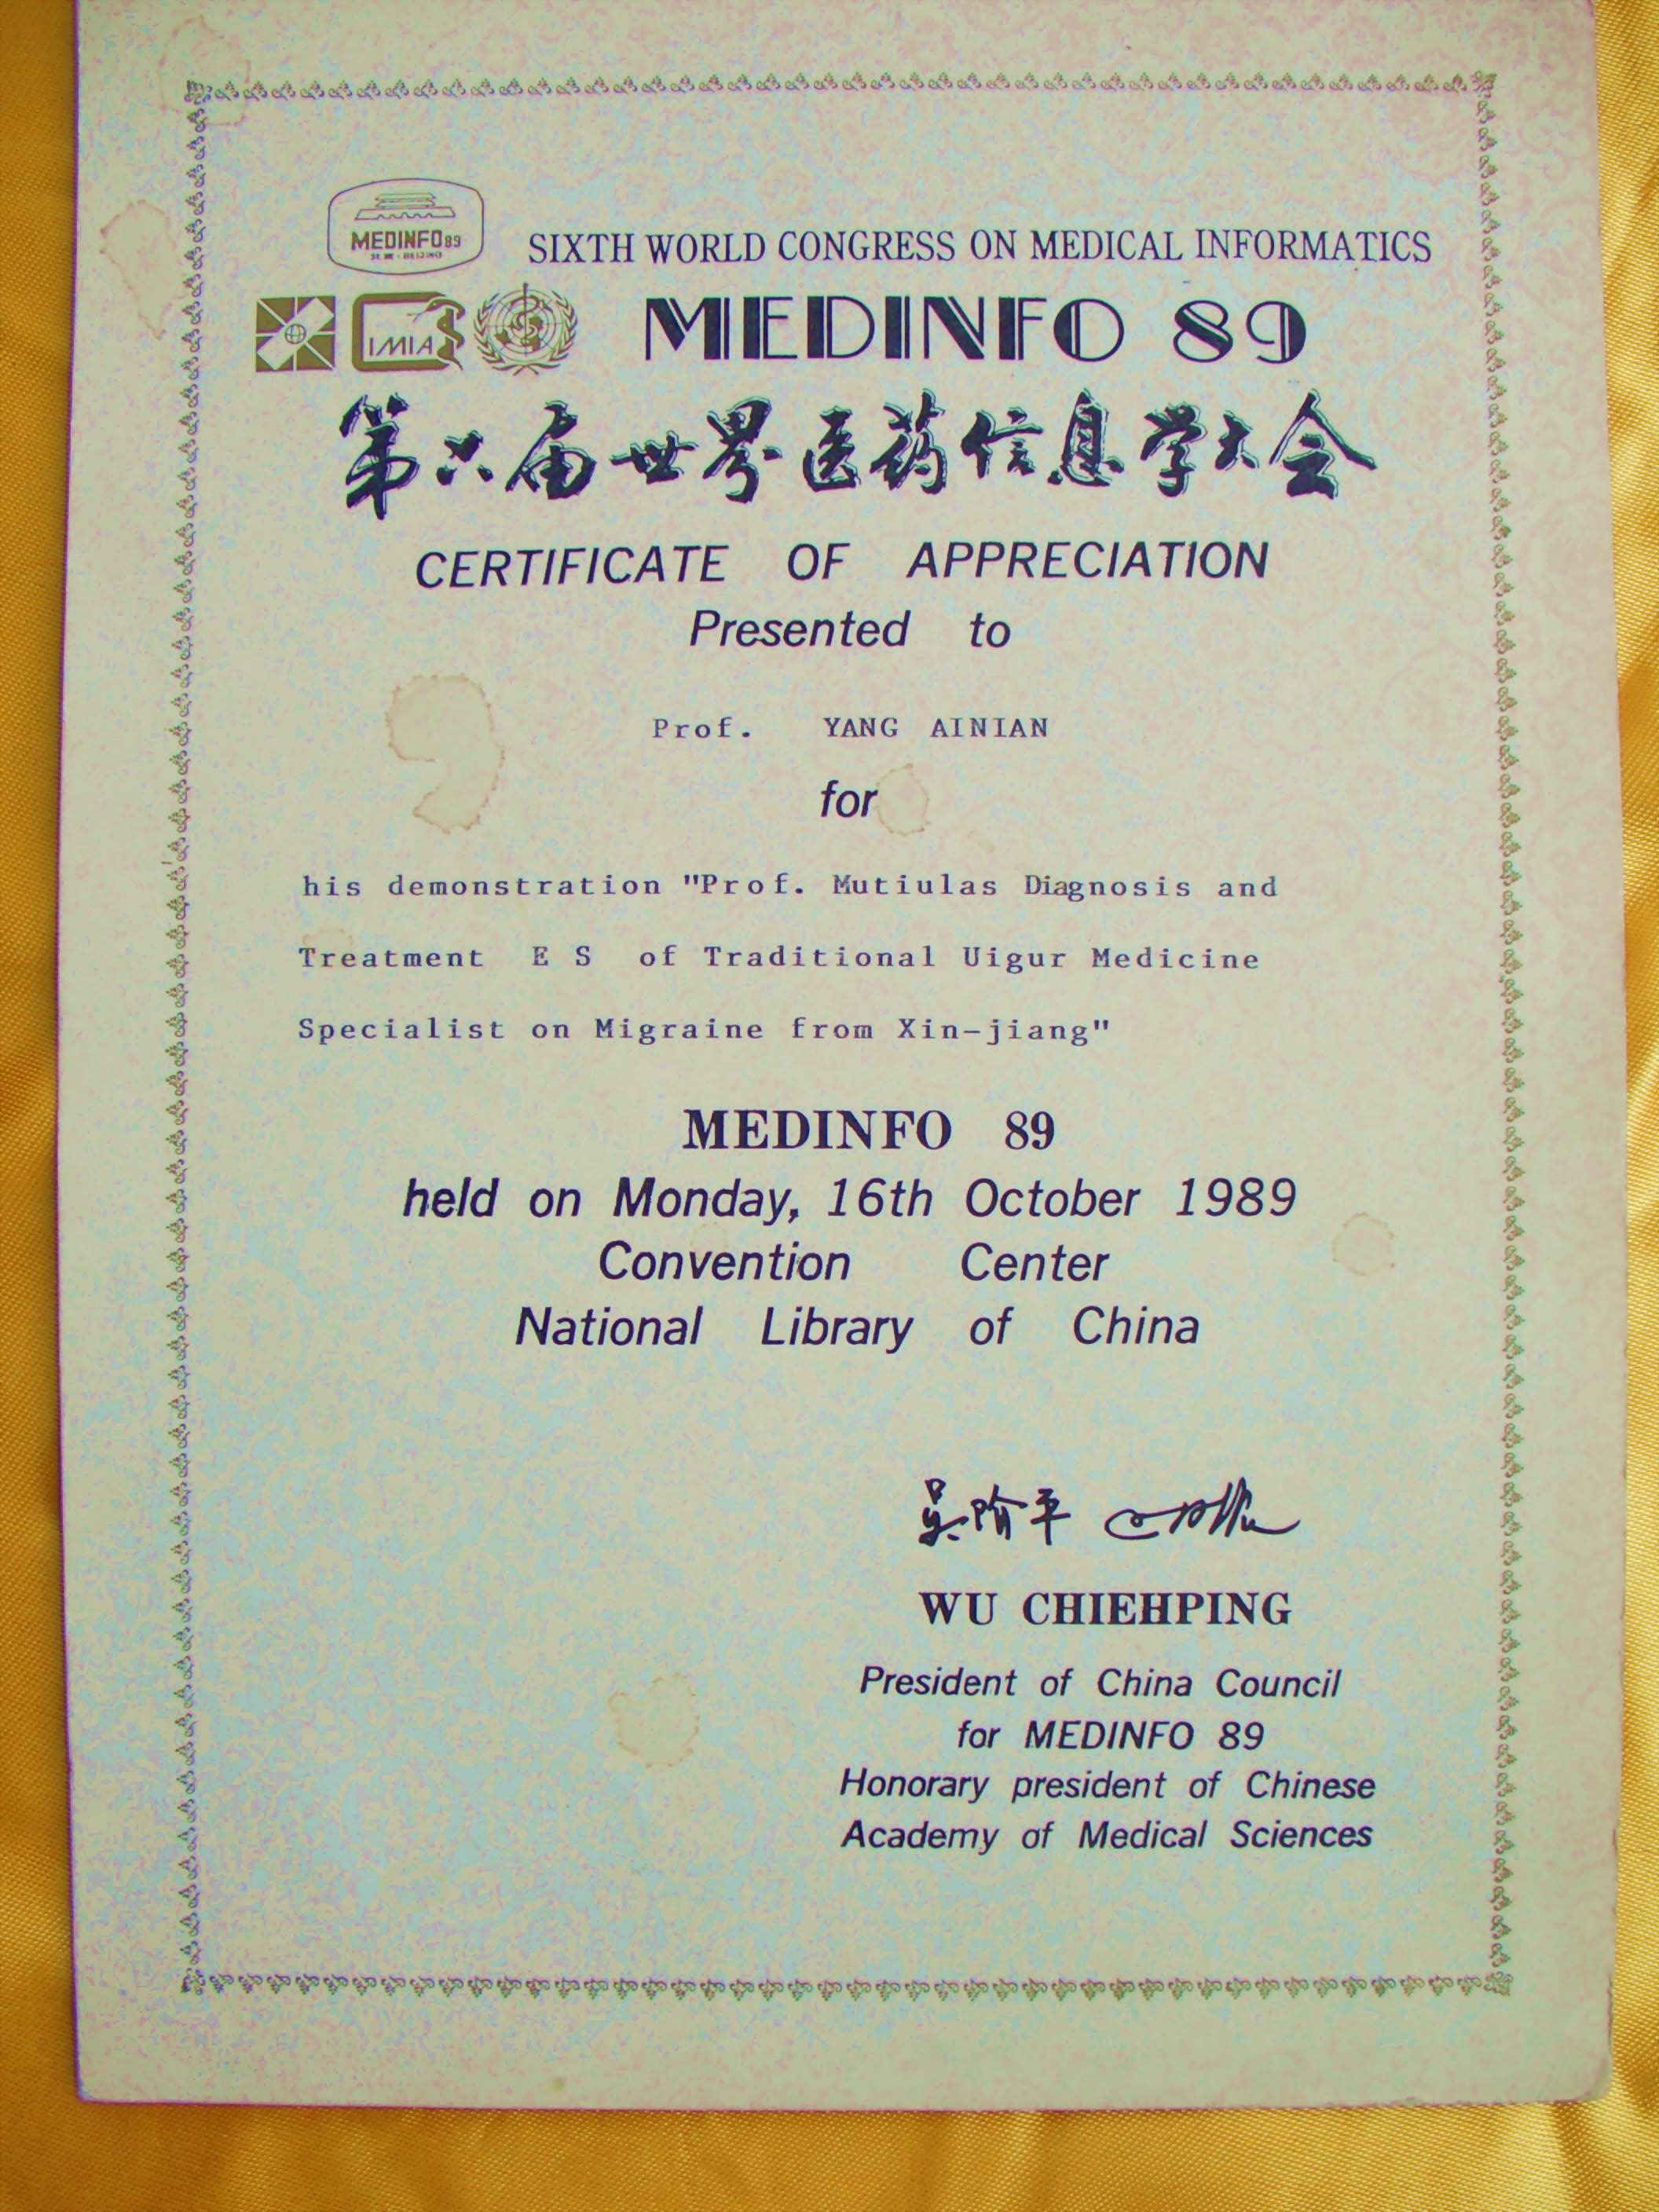 MEDINFO89
SIXTH WORLD CONGRESS ON MEDICAL INFORMATICS
IMIA
MEDINFO 89
第六届世界医药信息学大会
CERTIFICATE OF APPRECIATION
Presented to
Prof. YANG AINIAN
for
his demonstration "Prof. Mutiulas Diagnosis and
Treatment E S of Traditional Uigur Medicine
Specialist on Migraine from Xin-jiang"
MEDINFO 89
held on Monday, 16th October 1989
Convention Center
National Library of China
吴阶平
WU CHIEHPING
President of China Council
for MEDINFO 89
Honorary president of Chinese
Academy of Medical Sciences